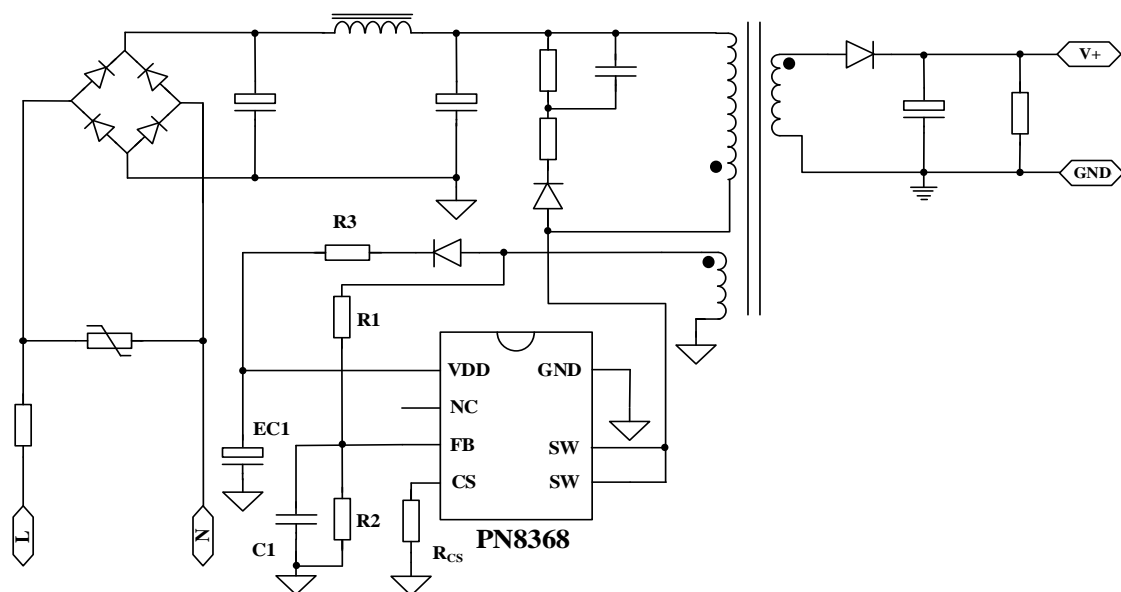 V+
GND
R3
R1
VDD
GND
NC
EC1
FB
SW
CS
SW
R2
C1
RCS
PN8368
L
N